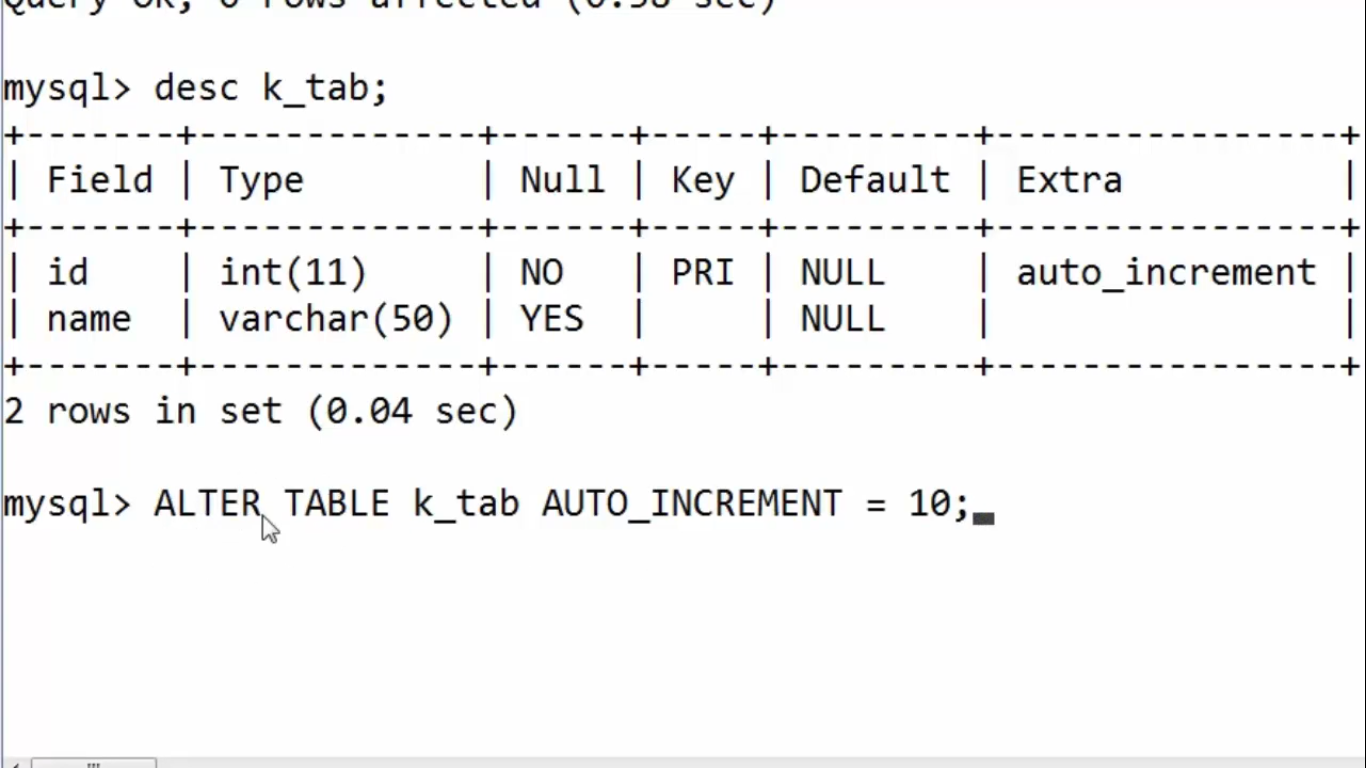 Query OK, 0 rows affected (0.58 sec)
mysql> desc k_tab;
+-------+-------------+------+-----+---------+----------------+
| Field | Type        | Null | Key | Default | Extra          |
+-------+-------------+------+-----+---------+----------------+
| id    | int(11)     | NO   | PRI | NULL    | auto_increment |
| name  | varchar(50) | YES  |     | NULL    |                |
+-------+-------------+------+-----+---------+----------------+
2 rows in set (0.04 sec)
mysql> ALTER TABLE k_tab AUTO_INCREMENT = 10;